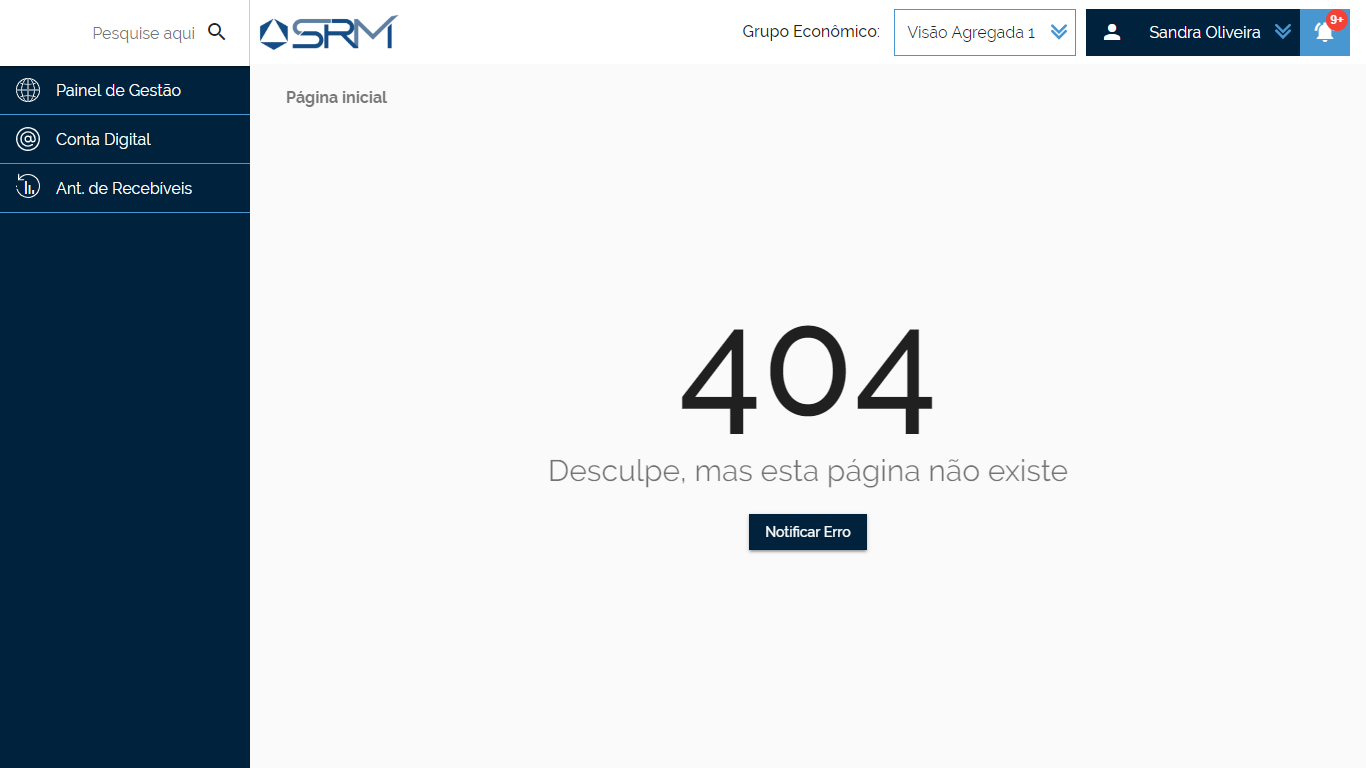 Pesquise aqui
SRM
Grupo Econômico:
Visão Agregada 1
Sandra Oliveira
9+
Painel de Gestão
Conta Digital
Ant. de Recebíveis
Página inicial
404
Desculpe, mas esta página não existe
Notificar Erro